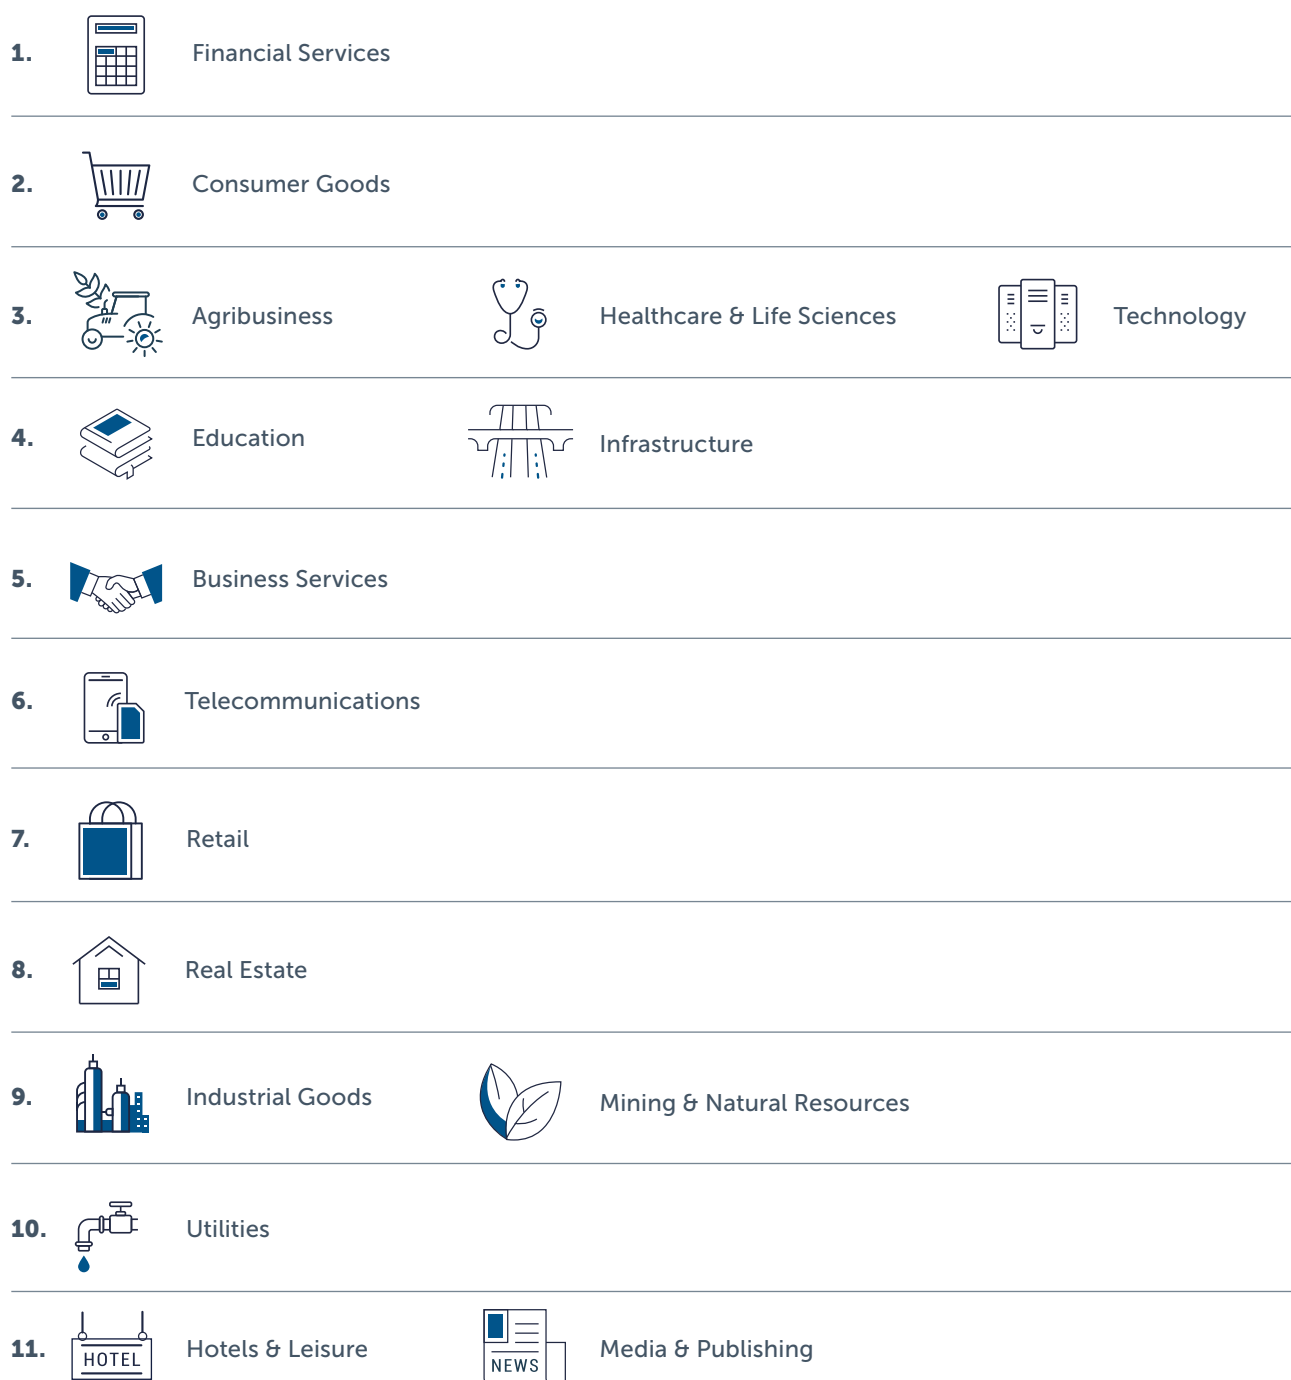 1. Financial Services
2. Consumer Goods
3. Agribusiness Healthcare & Life Sciences Technology
4. Education Infrastructure
5. Business Services
6. Telecommunications
7. Retail
8. Real Estate
9. Industrial Goods Mining & Natural Resources
10. Utilities
11. HOTEL Hotels & Leisure NEWS Media & Publishing